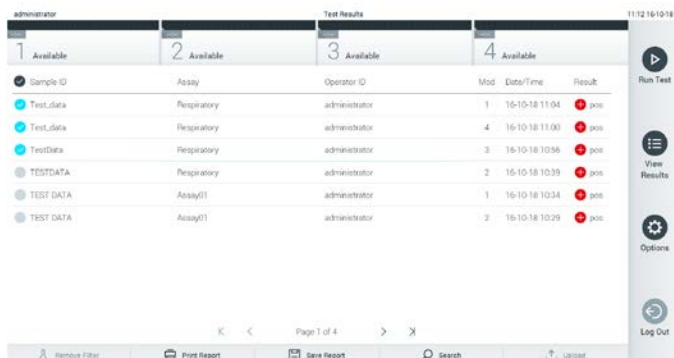 administrator Test Results 11:12 16-10-18
1 Available 2 Available 3 Available 4 Available
Run Test
Sample ID Assay Operator ID Mod Date/Time Result
Test_data Respiratory administrator 1 16-10-18 11:04 pos
Test_data Respiratory administrator 4 16-10-18 11:00 pos
TestData Respiratory administrator 3 16-10-18 10:56 pos
View Results
TESTDATA Respiratory administrator 2 16-10-18 10:39 pos
TEST DATA Assay01 administrator 1 16-10-18 10:34 pos
TEST DATA Assay01 administrator 2 16-10-18 10:29 pos
Options
Page 1 of 4
Log Out
Remove Filter Print Report Save Report Search Upload